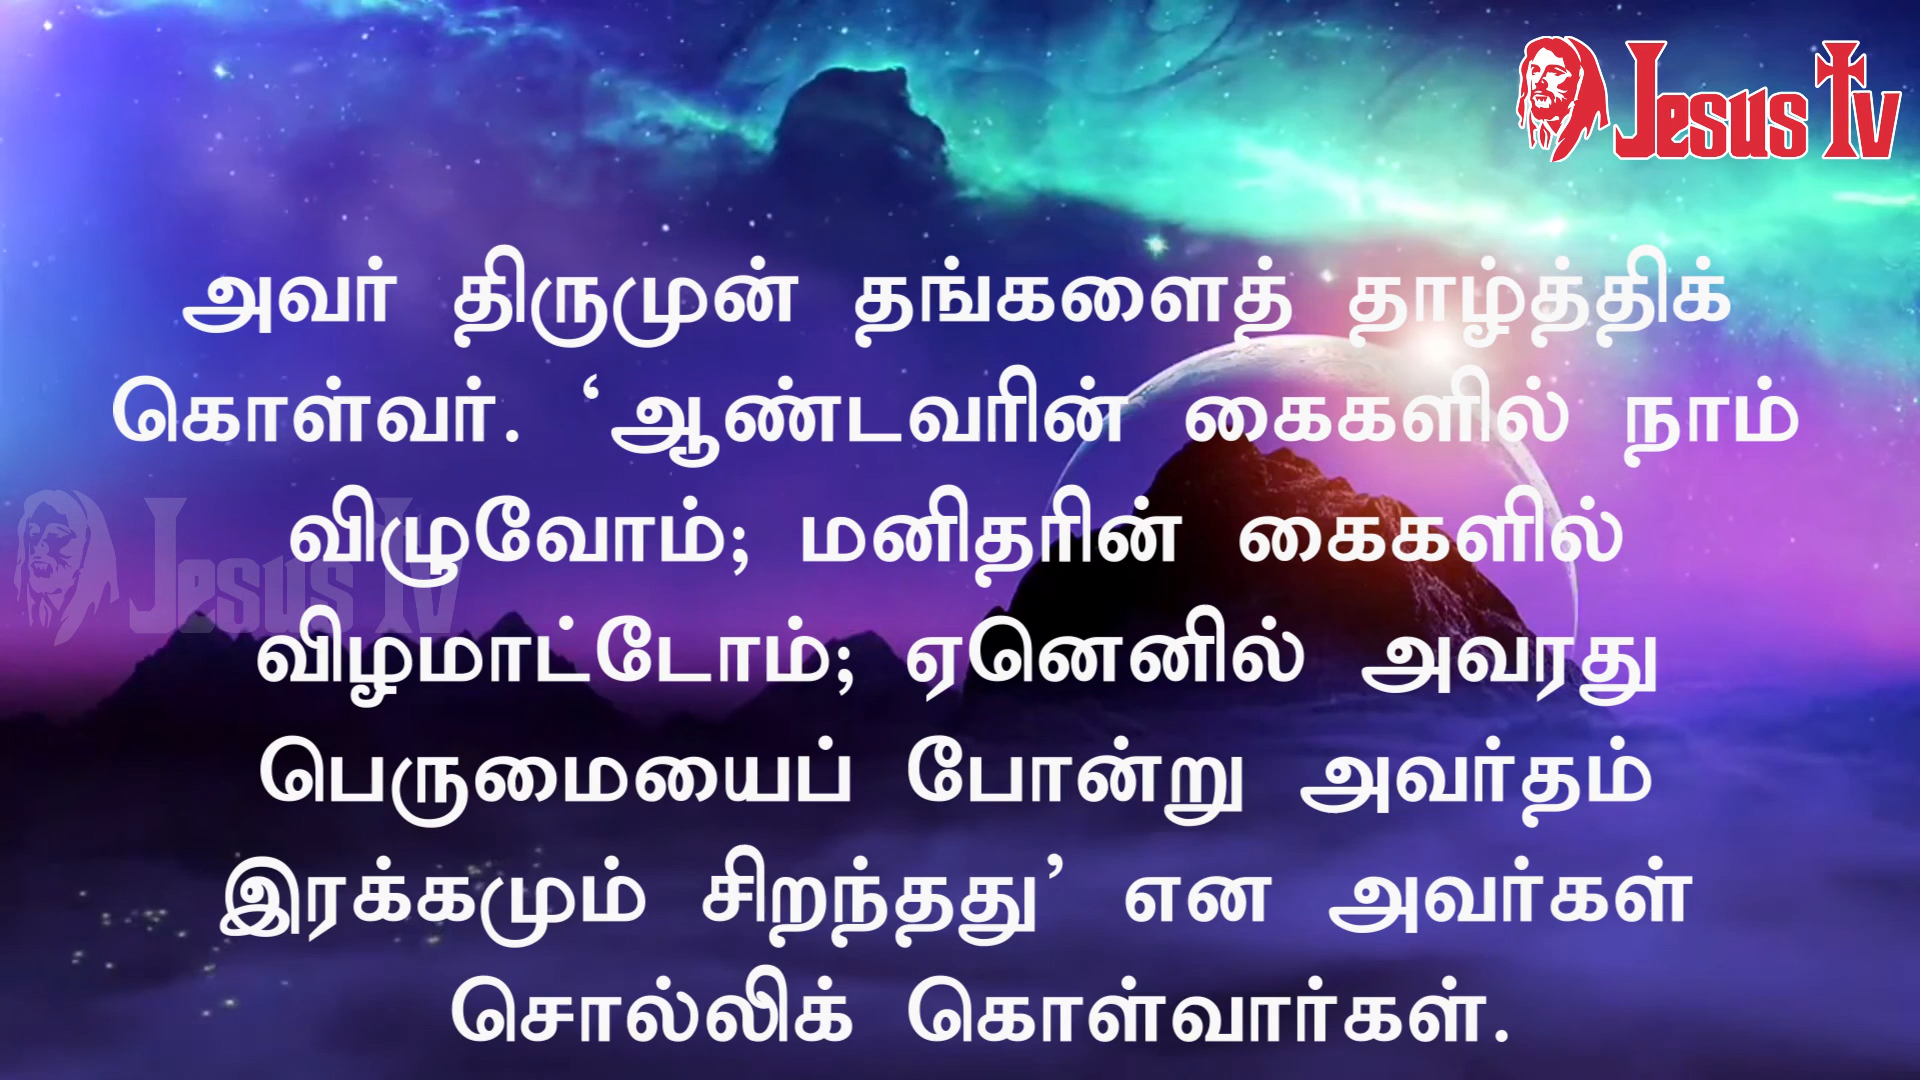 Jesus Tv
அவர் திருமுன் தங்களைத் தாழ்த்திக்
கொள்வர். ‘ஆண்டவரின் கைகளில் நாம்
விழுவோம்; மனிதரின் கைகளில்
Jesus Tv
விழமாட்டோம்; ஏனெனில் அவரது
பெருமையைப் போன்று அவர்தம்
இரக்கமும் சிறந்தது’ என அவர்கள்
சொல்லிக் கொள்வார்கள்.